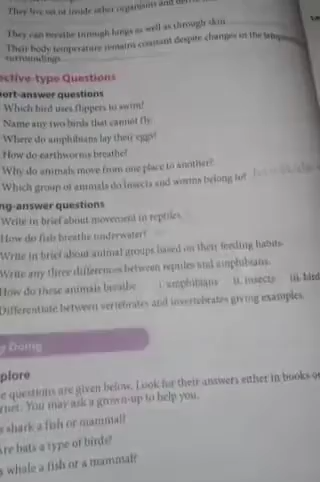 They live on or inside other organisms and
They can breathe through lungs as well as through skin.
Their body temperature remains constant despite changes in the
surroundings.
ective-type Questions
ort-answer questions
Which bird uses flippers to swim?
Name any two birds that cannot fly.
Where do amphibians lay their eggs?
How do earthworms breathe?
Why do animals move from one place to another?
Which group of animals do insects and worms belong to?
ng-answer questions
Write in brief about movement in reptiles.
How do fish breathe underwater?
Write in brief about animal groups based on their feeding habits.
Write any three differences between reptiles and amphibians.
How do these animals breathe i. amphibians ii. insects iii. bird
Differentiate between vertebrates and invertebrates giving examples.
y Doing
plore
e questions are given below. Look for their answers either in books or
rnet. You may ask a grown-up to help you.
s shark a fish or mammal?
Are bats a type of birds?
s whale a fish or a mammal?